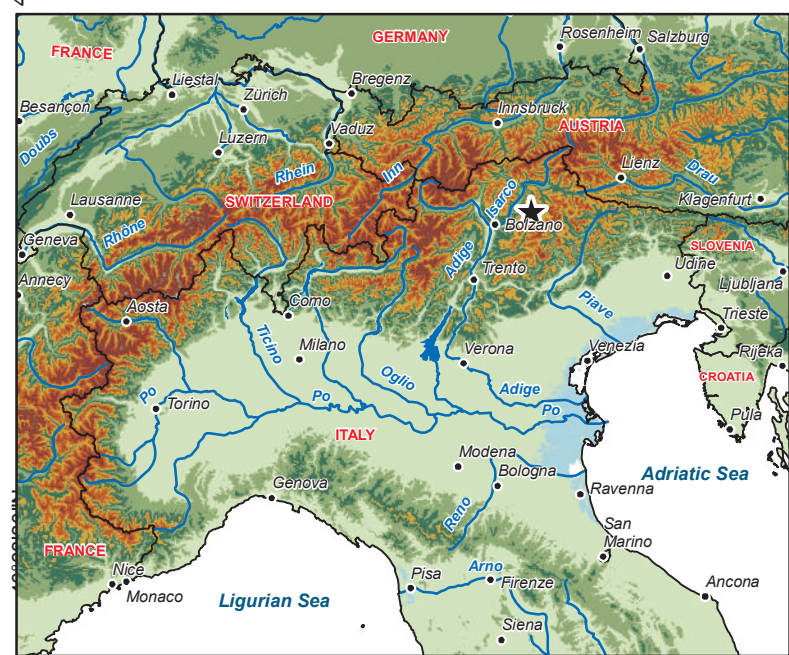 Rosenheim
Salzburg
GERMANY
FRANCE
Liestal
Bregenz
Zürich
Besançon
Innsbruck
AUSTRIA
Vaduz
Luzern
Doubs
Lienz
Rhein
Inn
Drau
Lausanne
SWITZERLAND
Isarco
Klagenfurt
Rhône
Bolzano
Geneva
SLOVENIA
Adige
Udine
Annecy
Trento
Ljubljana
Aosta
Como
Piave
Trieste
Ticino
Milano
Verona
Venezia
Rijeka
CROATIA
Oglio
Adige
Po
Torino
Po
Po
Pula
ITALY
Modena
Bologna
Adriatic Sea
Genova
Ravenna
Reno
San
Marino
FRANCE
Nice
Monaco
Arno
Pisa
Firenze
Ligurian Sea
Ancona
Siena